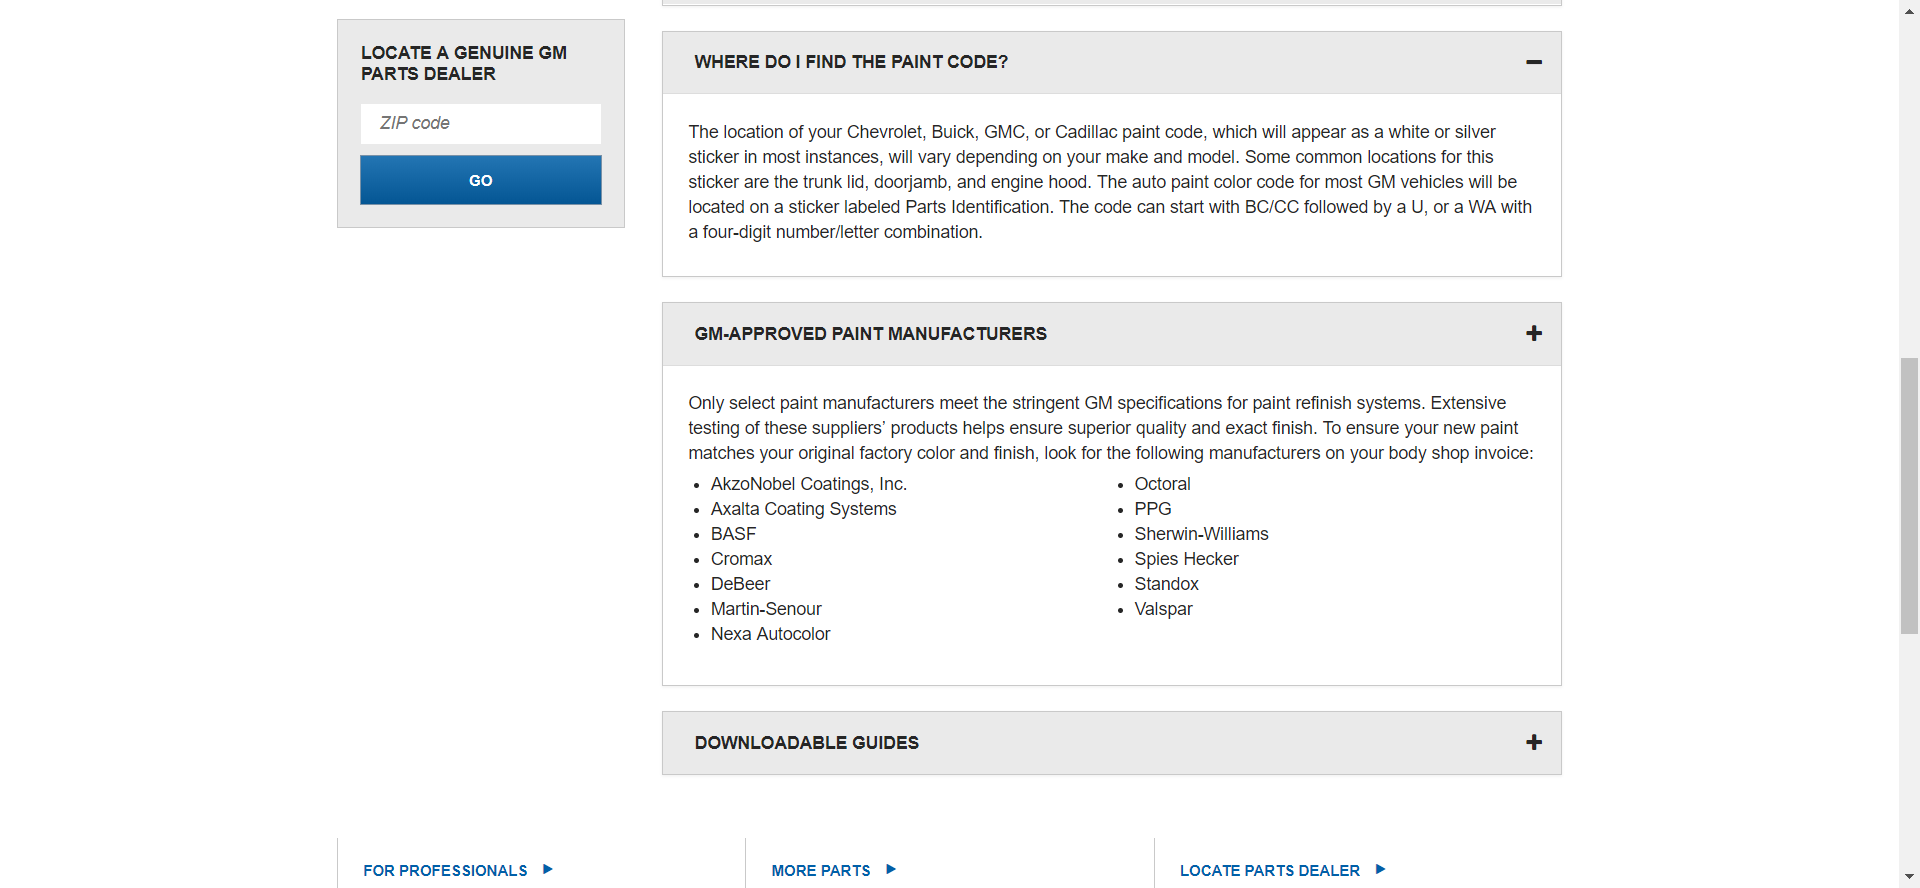 LOCATE A GENUINE GM
PARTS DEALER
ZIP code
GO
WHERE DO I FIND THE PAINT CODE?
The location of your Chevrolet, Buick, GMC, or Cadillac paint code, which will appear as a white or silver
sticker in most instances, will vary depending on your make and model. Some common locations for this
sticker are the trunk lid, doorjamb, and engine hood. The auto paint color code for most GM vehicles will be
located on a sticker labeled Parts Identification. The code can start with BC/CC followed by a U, or a WA with
a four-digit number/letter combination.
GM-APPROVED PAINT MANUFACTURERS
Only select paint manufacturers meet the stringent GM specifications for paint refinish systems. Extensive
testing of these suppliers’ products helps ensure superior quality and exact finish. To ensure your new paint
matches your original factory color and finish, look for the following manufacturers on your body shop invoice:
AkzoNobel Coatings, Inc.
Axalta Coating Systems
BASF
Cromax
DeBeer
Martin-Senour
Nexa Autocolor
Octoral
PPG
Sherwin-Williams
Spies Hecker
Standox
Valspar
DOWNLOADABLE GUIDES
FOR PROFESSIONALS
MORE PARTS
LOCATE PARTS DEALER